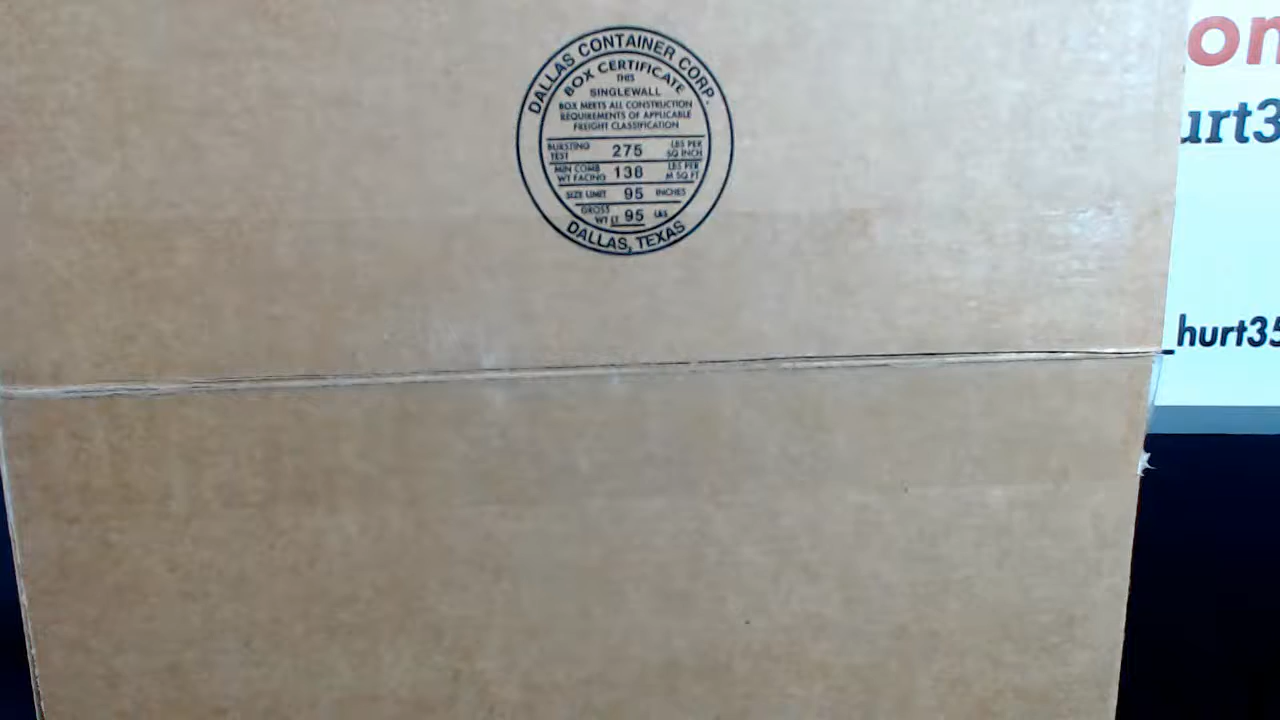 DALLAS CONTAINER CORP.
BOX CERTIFICATE
THIS
SINGLEWALL
BOX MEETS ALL CONSTRUCTION
REQUIREMENTS OF APPLICABLE
FREIGHT CLASSIFICATION
BURSTING TEST 275 LBS PER SQ INCH
MIN COMB WT FACING 138 LBS PER M SQ FT
SIZE LIMIT 95 INCHES
GROSS WT LT 95 LBS
DALLAS, TEXAS
on
urt3
_hurt35